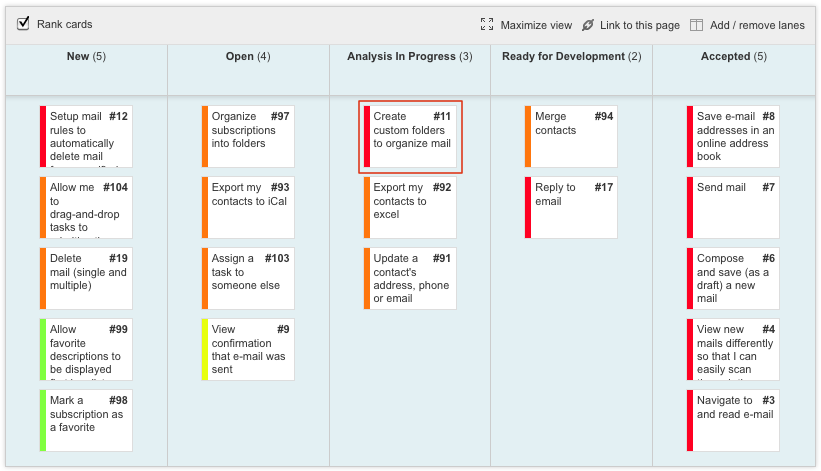 Rank cards
Maximize view
Link to this page
Add / remove lanes
New (5)
Open (4)
Analysis In Progress (3)
Ready for Development (2)
Accepted (5)
Setup mail #12
rules to
automatically
delete mail
Allow me #104
to
drag-and-drop
tasks to
Delete #19
mail (single and
multiple)
Allow #99
favorite
descriptions to
be displayed
Mark a #98
subscription as
a favorite
Organize #97
subscriptions
into folders
Export my #93
contacts to iCal
Assign a #103
task to
someone else
View #9
confirmation
that e-mail was
sent
Create #11
custom folders
to organize mail
Export my #92
contacts to
excel
Update a #91
contact's
address, phone
or email
Merge #94
contacts
Reply to #17
email
Save e-mail #8
addresses in an
online address
book
Send mail #7
Compose #6
and save (as a
draft) a new
mail
View new #4
mails differently
so that I can
easily scan
Navigate to #3
and read e-mail